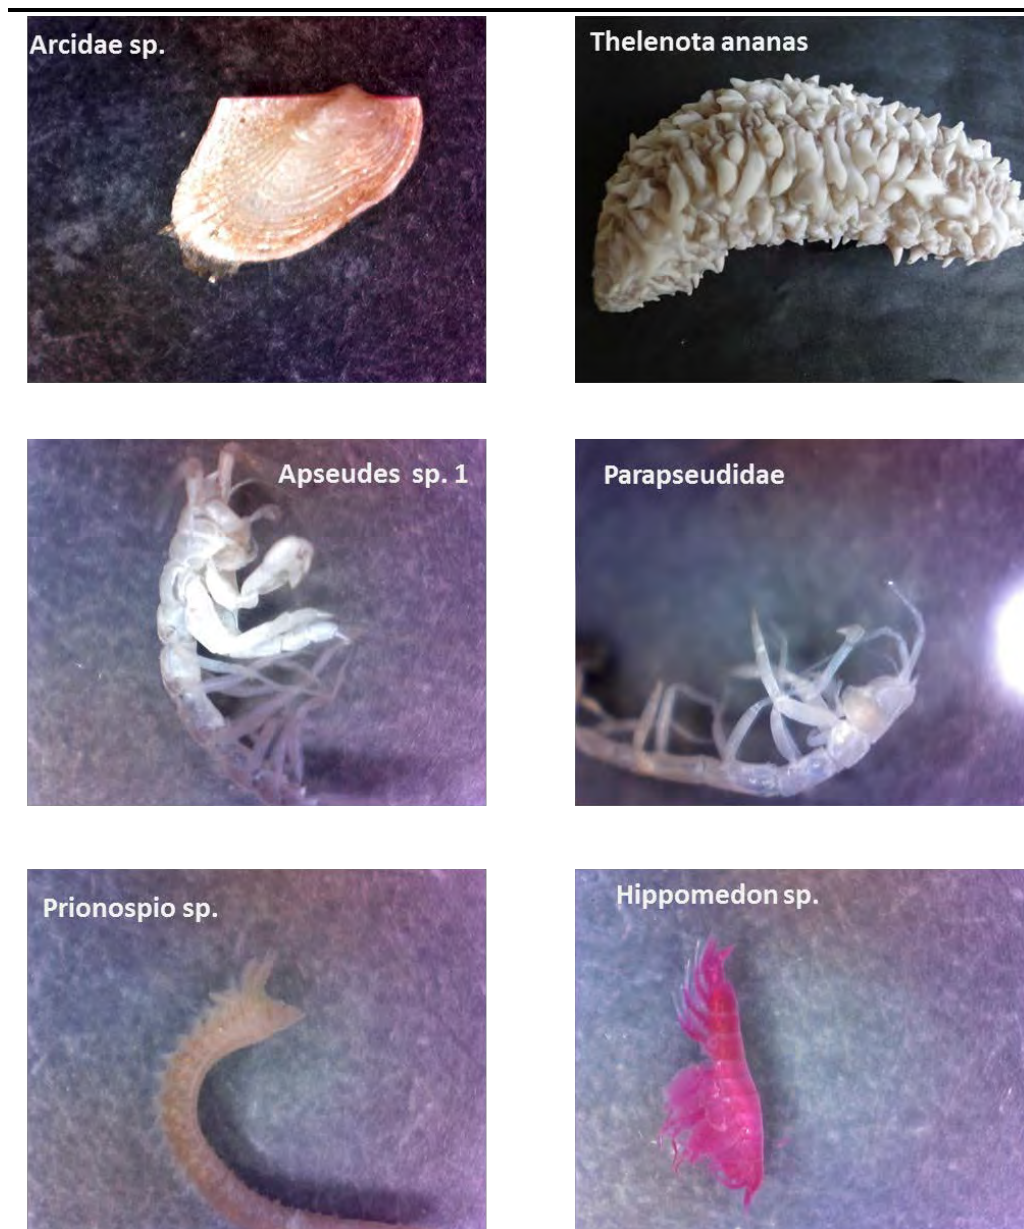 Arcidae sp.
Thelenota ananas
Apseudes sp. 1
Parapseudidae
Prionospio sp.
Hippomedon sp.